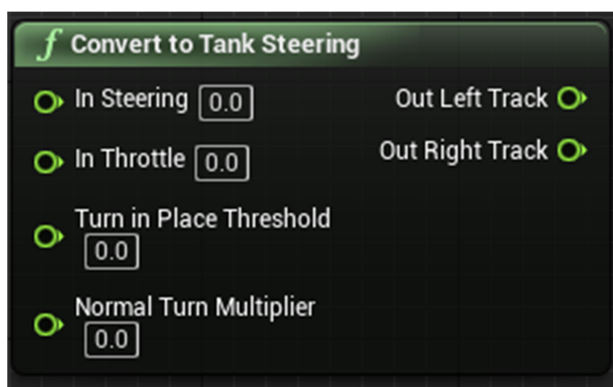 f Convert to Tank Steering
In Steering 0.0 Out Left Track
In Throttle 0.0 Out Right Track
Turn in Place Threshold
0.0
Normal Turn Multiplier
0.0